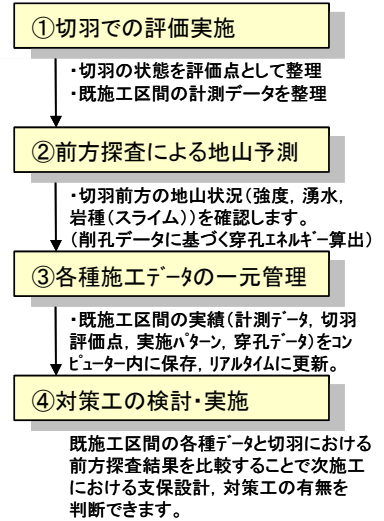 ①切羽での評価実施
・切羽の状態を評価点として整理
・既施工区間の計測データを整理
②前方探査による地山予測
・切羽前方の地山状況(強度，湧水，
岩種(スライム))を確認します。
(削孔データに基づく穿孔エネルギー算出)
③各種施工データの一元管理
・既施工区間の実績(計測データ，切羽
評価点，実施パターン，穿孔データ)をコン
ピューター内に保存，リアルタイムに更新。
④対策工の検討・実施
既施工区間の各種データと切羽における
前方探査結果を比較することで次施工
における支保設計，対策工の有無を
判断できます。